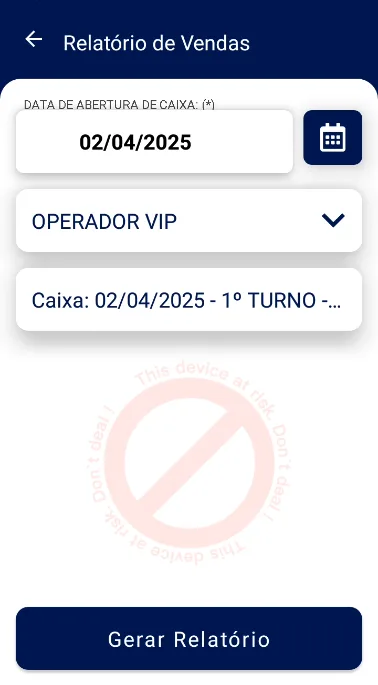 Relatório de Vendas
DATA DE ABERTURA DE CAIXA: (*)
02/04/2025
OPERADOR VIP
Caixa: 02/04/2025 - 1º TURNO -...
This device at risk. Don´t deal !
This device at risk. Don´t deal !
Gerar Relatório